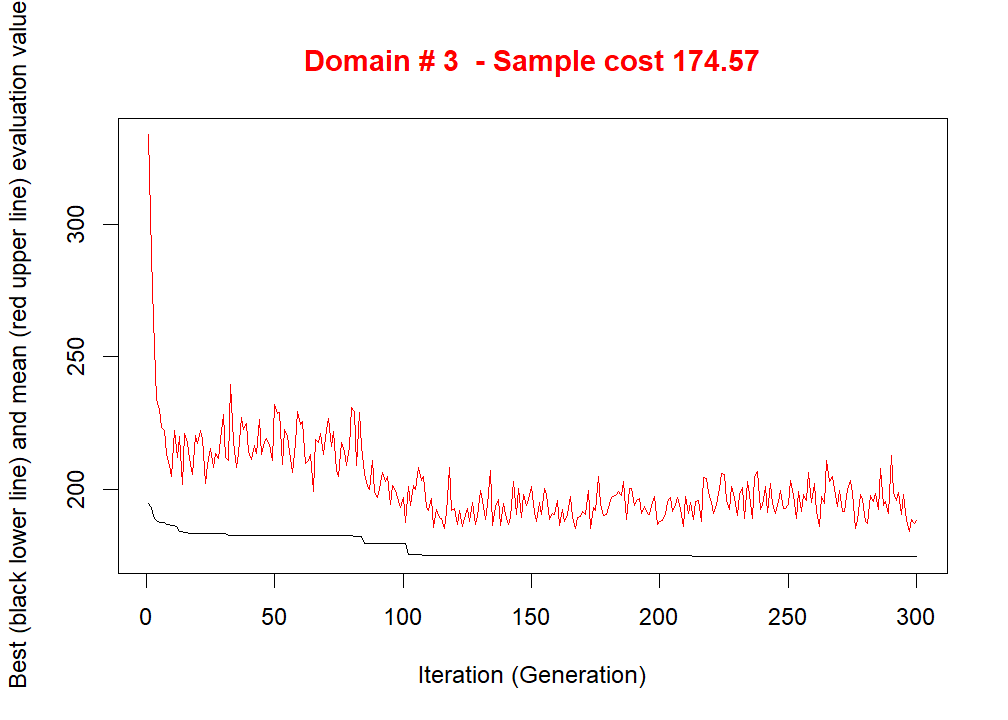 Domain # 3  - Sample cost 174.57
Best (black lower line) and mean (red upper line) evaluation value
300
250
200
0 50 100 150 200 250 300
Iteration (Generation)